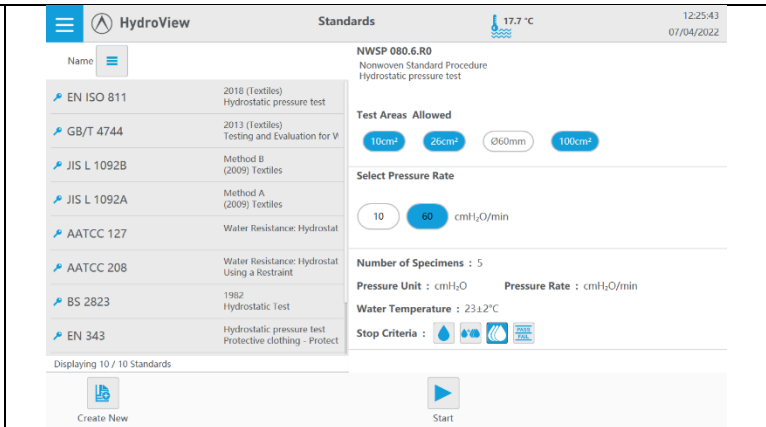 HydroView
Standards
17.7 °C
12:25:43
07/04/2022
Name
EN ISO 811
2018 (Textiles)
Hydrostatic pressure test
GB/T 4744
2013 (Textiles)
Testing and Evaluation for W
JIS L 1092B
Method B
(2009) Textiles
JIS L 1092A
Method A
(2009) Textiles
AATCC 127
Water Resistance: Hydrostat
AATCC 208
Water Resistance: Hydrostat
Using a Restraint
BS 2823
1982
Hydrostatic Test
EN 343
Hydrostatic pressure test
Protective clothing - Protect
Displaying 10 / 10 Standards
NWSP 080.6.R0
Nonwoven Standard Procedure
Hydrostatic pressure test
Test Areas Allowed
10cm² 26cm² Ø60mm 100cm²
Select Pressure Rate
10 60 cmH₂O/min
Number of Specimens : 5
Pressure Unit : cmH₂O Pressure Rate : cmH₂O/min
Water Temperature : 23±2°C
Stop Criteria :
PASS
FAIL
Create New
Start